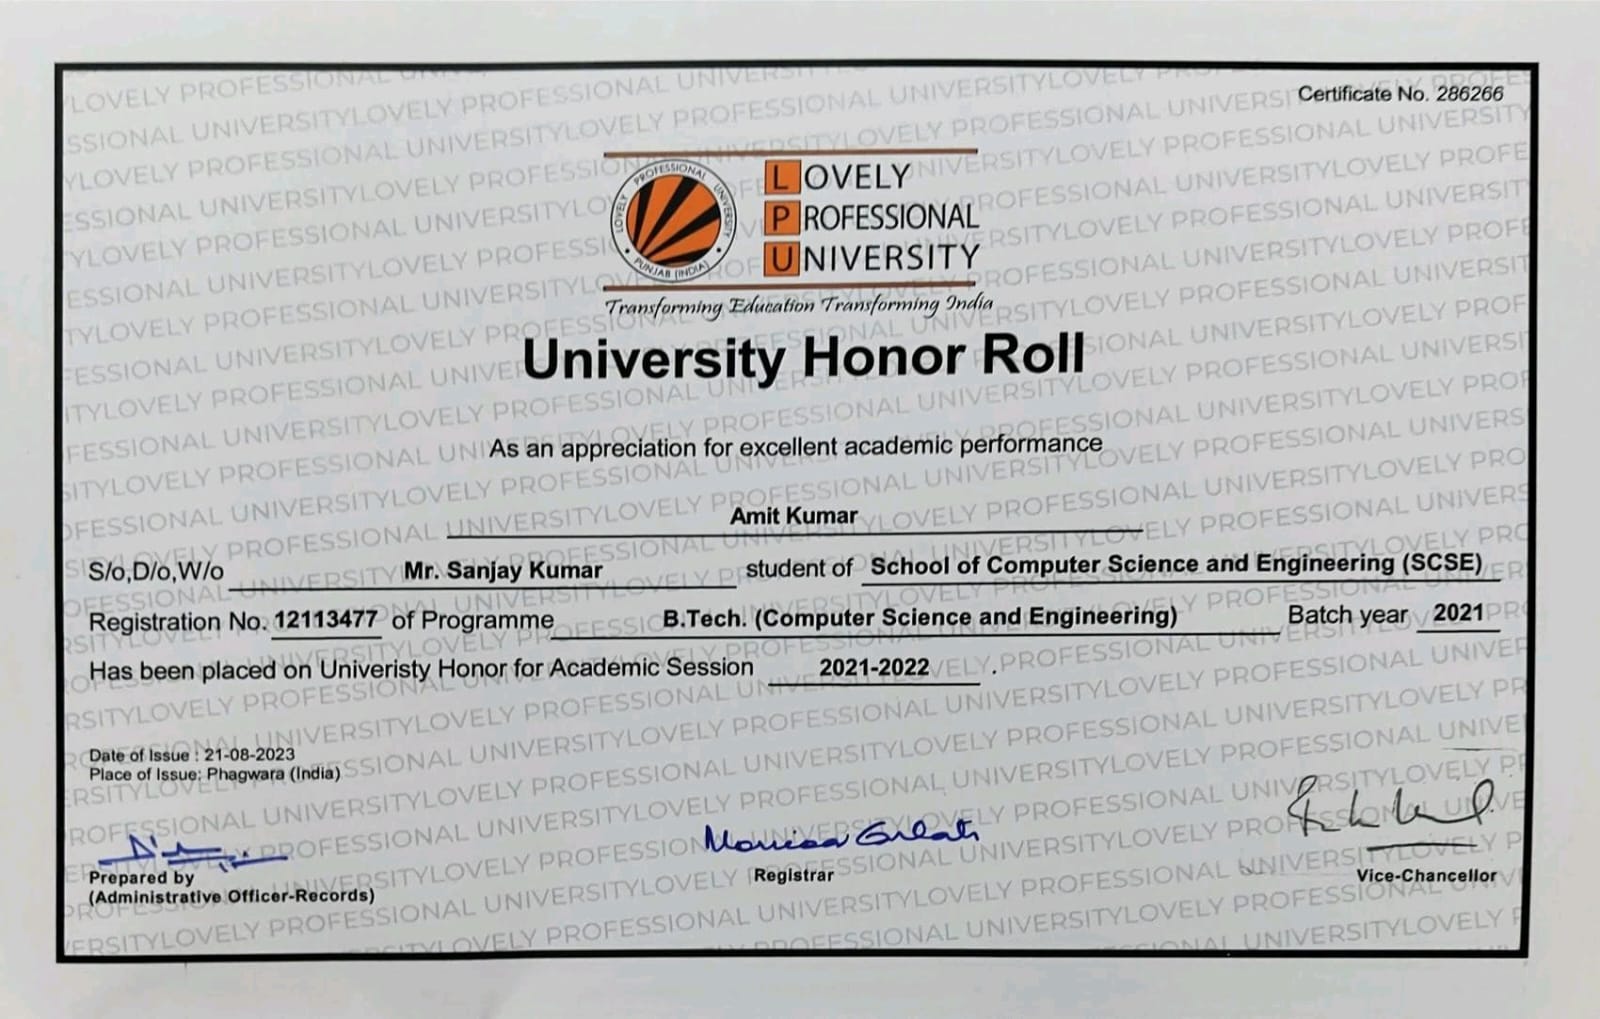 Certificate No. 286266
LOVELY PROFESSIONAL UNIVERSITY
PUNJAB (INDIA)
LOVELY
PROFESSIONAL
UNIVERSITY
Transforming Education Transforming India
University Honor Roll
As an appreciation for excellent academic performance
Amit Kumar
S/o,D/o,W/o Mr. Sanjay Kumar student of School of Computer Science and Engineering (SCSE)
Registration No. 12113477 of Programme B.Tech. (Computer Science and Engineering) Batch year 2021
Has been placed on Univeristy Honor for Academic Session 2021-2022 .
Date of Issue : 21-08-2023
Place of Issue: Phagwara (India)
Monica Gulati
Prepared by
(Administrative Officer-Records)
Registrar
Vice-Chancellor